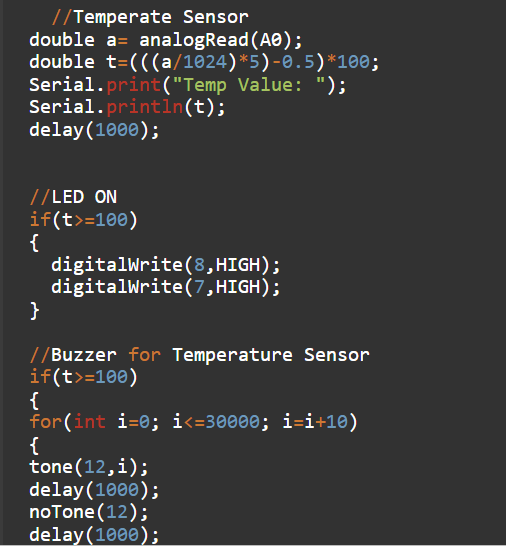 //Temperate Sensor
double a= analogRead(A0);
double t=(((a/1024)*5)-0.5)*100;
Serial.print("Temp Value: ");
Serial.println(t);
delay(1000);
//LED ON
if(t>=100)
{
digitalWrite(8,HIGH);
digitalWrite(7,HIGH);
}
//Buzzer for Temperature Sensor
if(t>=100)
{
for(int i=0; i<=30000; i=i+10)
{
tone(12,i);
delay(1000);
noTone(12);
delay(1000);